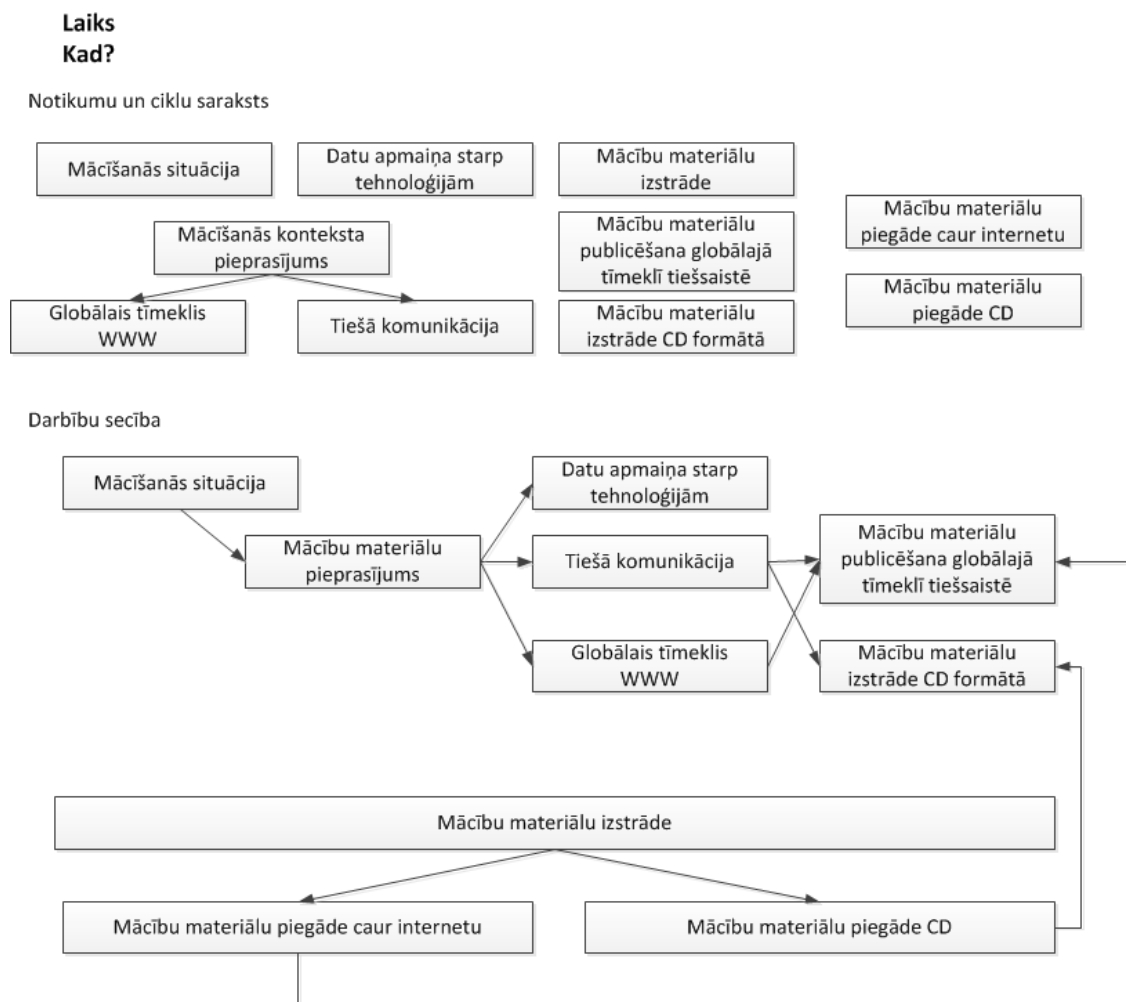 Laiks
Kad?
Notikumu un ciklu saraksts
Mācīšanās situācija
Datu apmaiņa starp
tehnoloģijām
Mācību materiālu
izstrāde
Mācīšanās konteksta
pieprasījums
Mācību materiālu
publicēšana globālajā
tīmeklī tiešsaistē
Mācību materiālu
piegāde caur internetu
Globālais tīmeklis
WWW
Tiešā komunikācija
Mācību materiālu
izstrāde CD formātā
Mācību materiālu
piegāde CD
Darbību secība
Mācīšanās situācija
Mācību materiālu
pieprasījums
Datu apmaiņa starp
tehnoloģijām
Tiešā komunikācija
Globālais tīmeklis
WWW
Mācību materiālu
publicēšana globālajā
tīmeklī tiešsaistē
Mācību materiālu
izstrāde CD formātā
Mācību materiālu izstrāde
Mācību materiālu piegāde caur internetu
Mācību materiālu piegāde CD